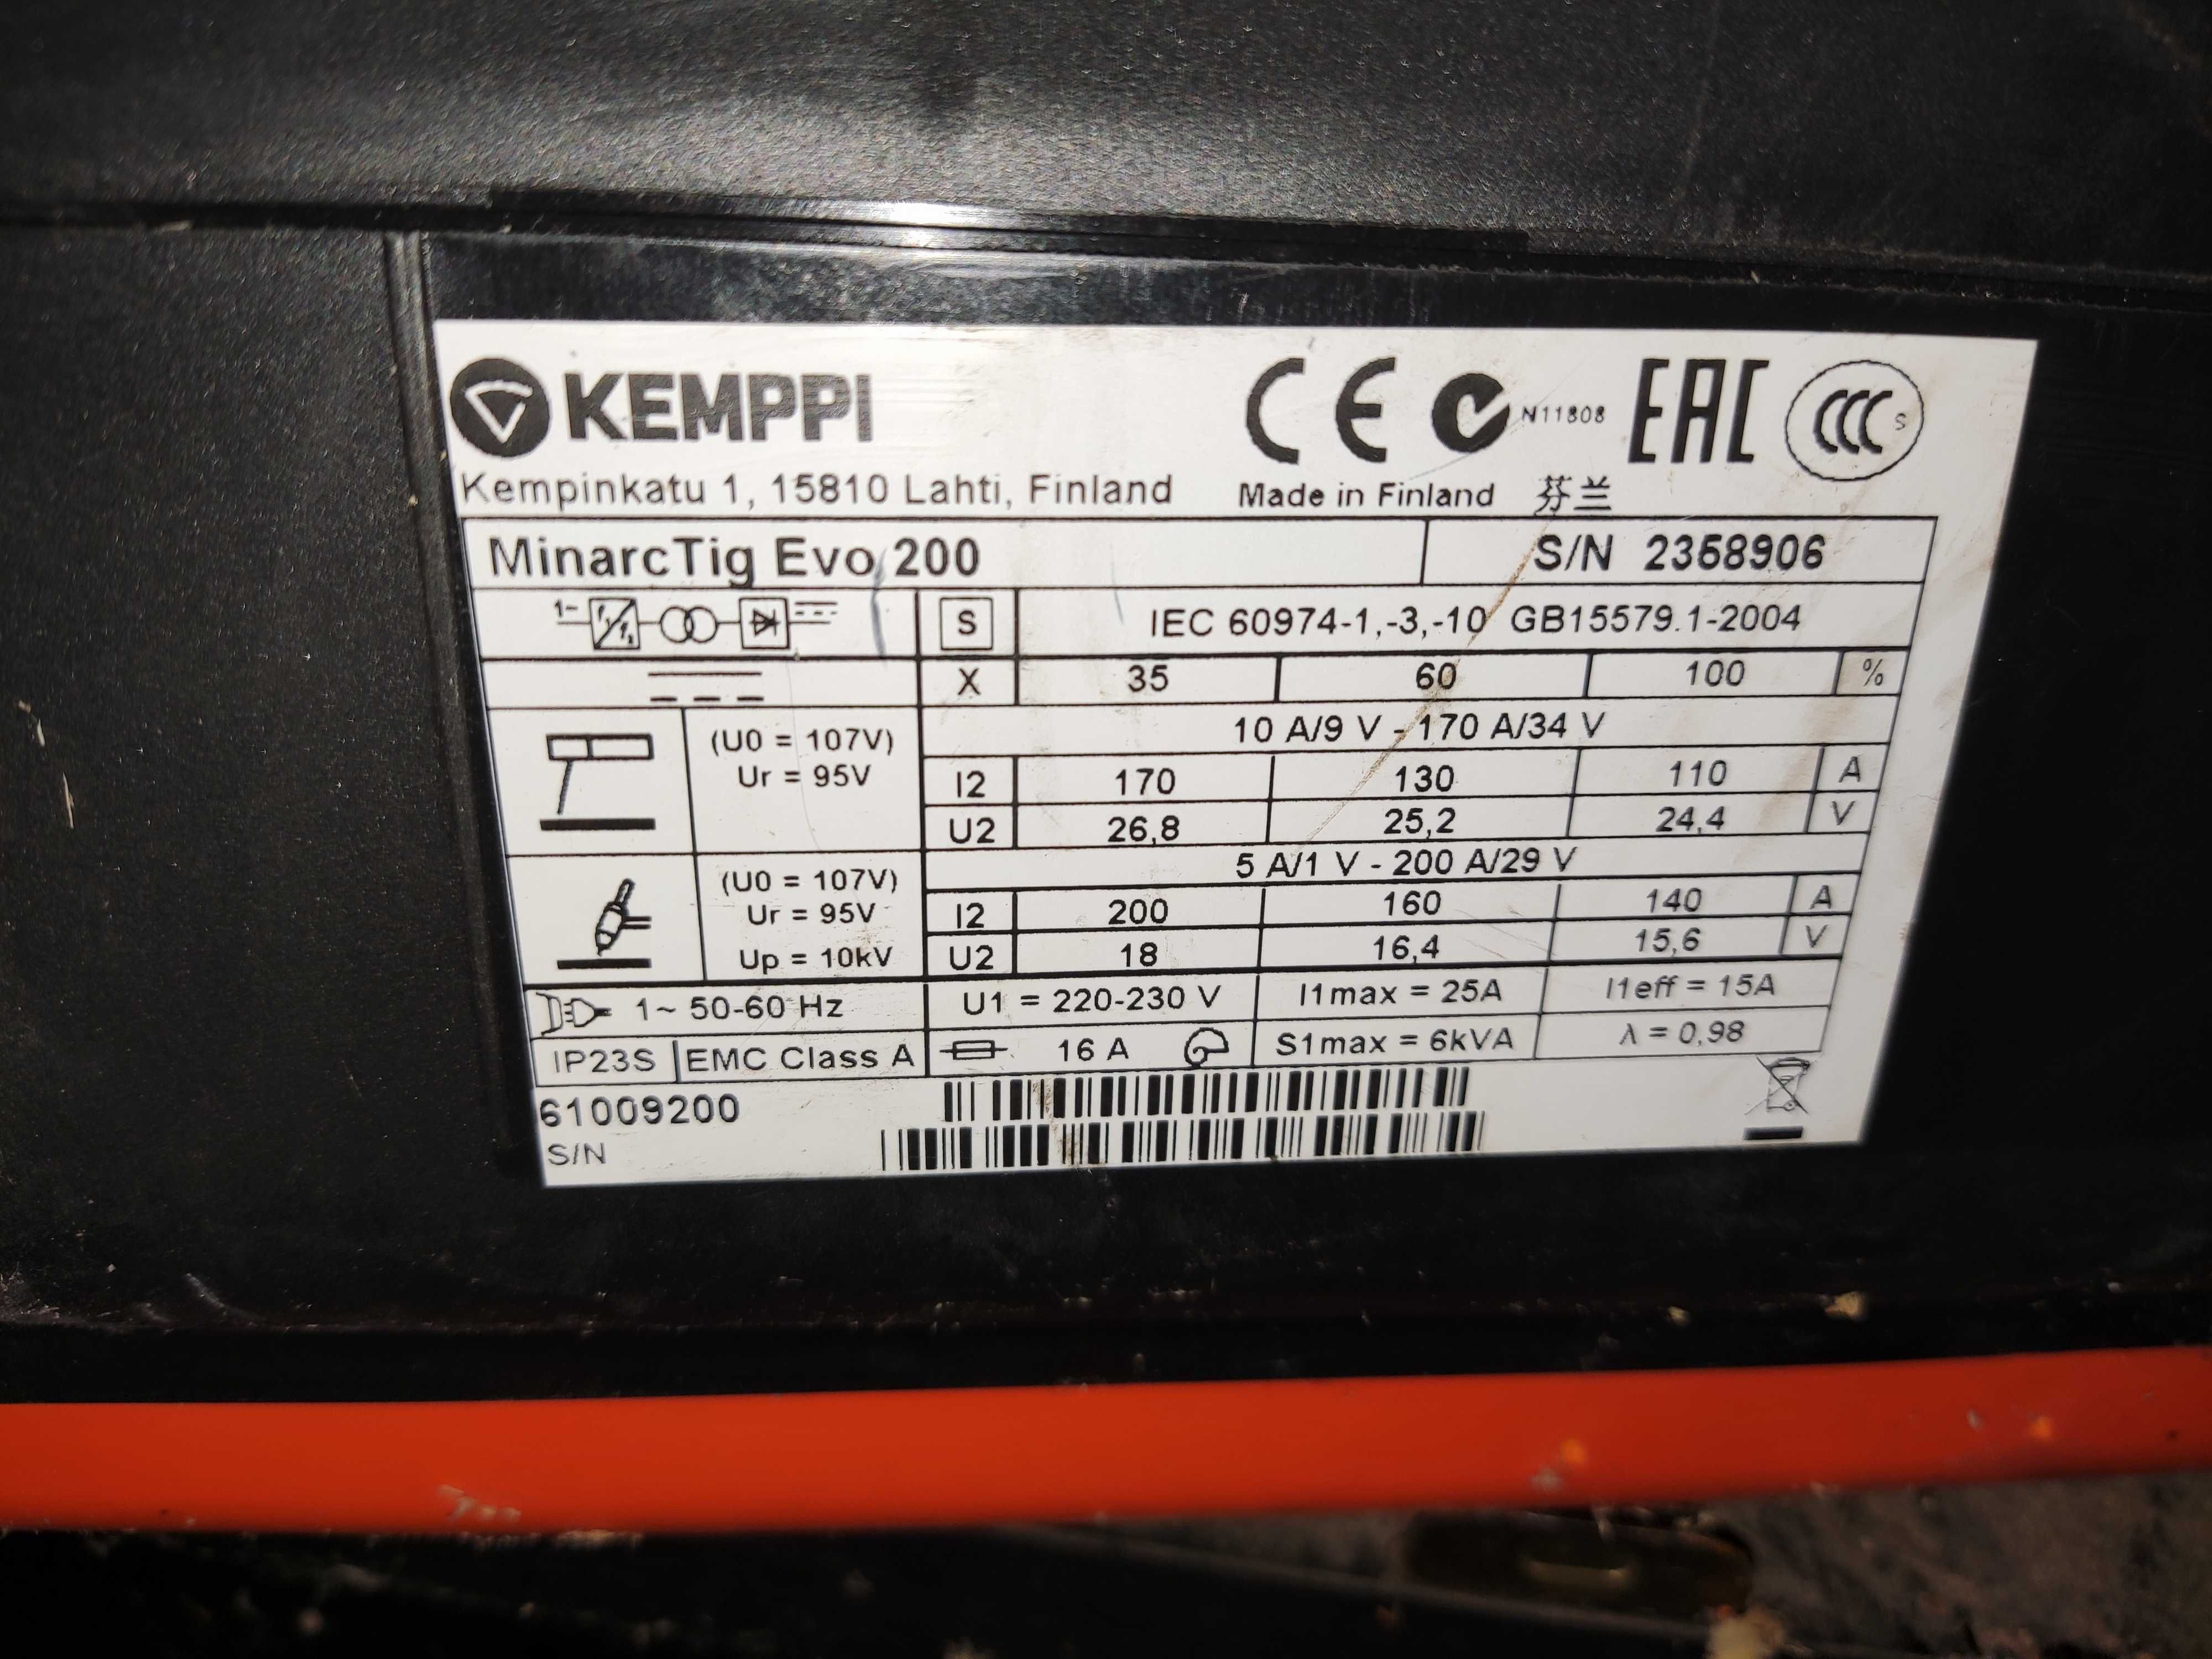 KEMPPI
CE N11808 EAC CCC S
Kempinkatu 1, 15810 Lahti, Finland Made in Finland 芬兰
MinarcTig Evo 200 S/N 2358906
1~ f1 f2 S IEC 60974-1,-3,-10 GB15579.1-2004
X 35 60 100 %
(U0 = 107V) 10 A/9 V - 170 A/34 V
Ur = 95V I2 170 130 110 A
U2 26,8 25,2 24,4 V
(U0 = 107V) 5 A/1 V - 200 A/29 V
Ur = 95V I2 200 160 140 A
Up = 10kV U2 18 16,4 15,6 V
1~ 50-60 Hz U1 = 220-230 V I1max = 25A I1eff = 15A
IP23S EMC Class A 16 A S1max = 6kVA λ = 0,98
61009200
S/N